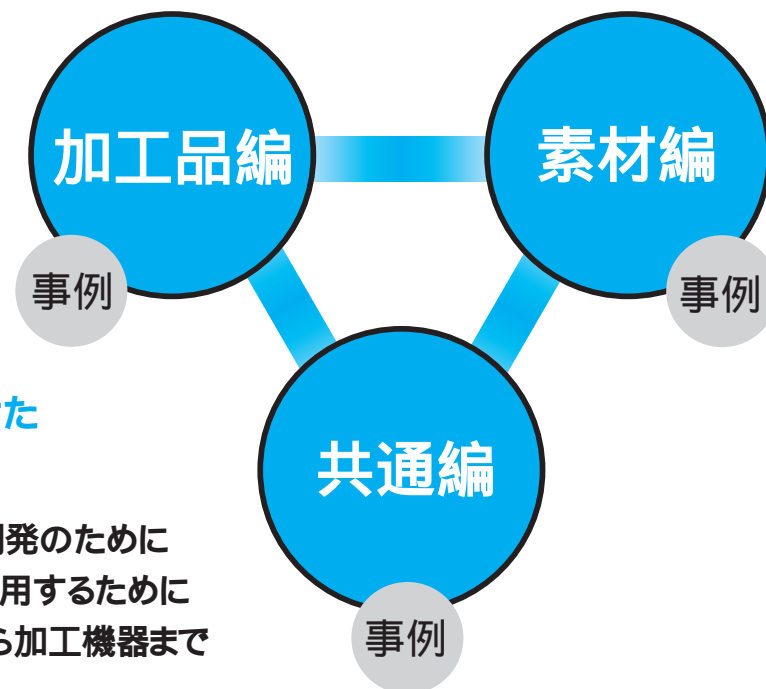 加工品編
素材編
事例
事例
た
共通編
発のために
用するために
加工機器まで
事例